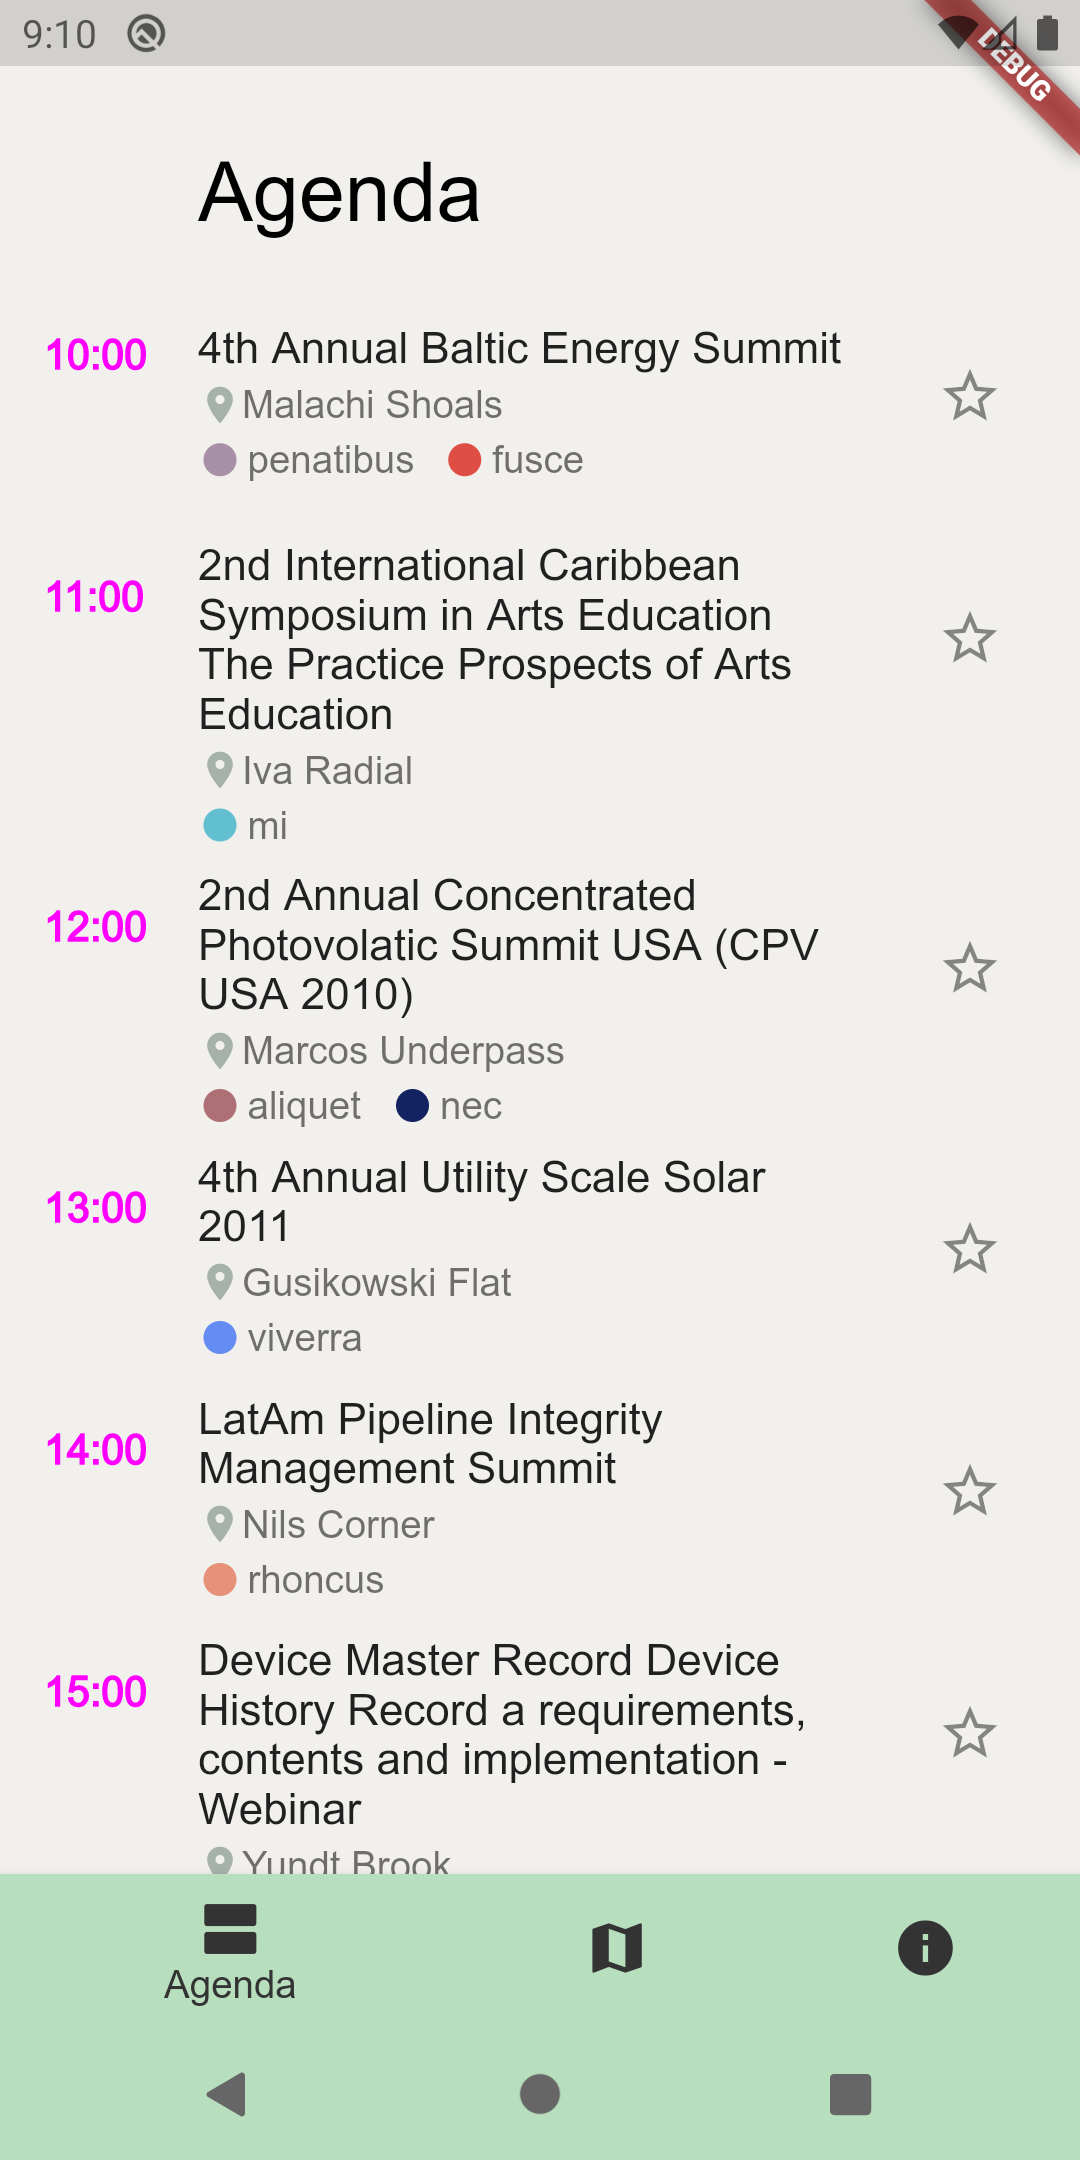 9:10
DEBUG
Agenda
10:00
4th Annual Baltic Energy Summit
Malachi Shoals
penatibus fusce
11:00
2nd International Caribbean
Symposium in Arts Education
The Practice Prospects of Arts
Education
Iva Radial
mi
12:00
2nd Annual Concentrated
Photovolatic Summit USA (CPV
USA 2010)
Marcos Underpass
aliquet nec
13:00
4th Annual Utility Scale Solar
2011
Gusikowski Flat
viverra
14:00
LatAm Pipeline Integrity
Management Summit
Nils Corner
rhoncus
15:00
Device Master Record Device
History Record a requirements,
contents and implementation -
Webinar
Yundt Brook
Agenda